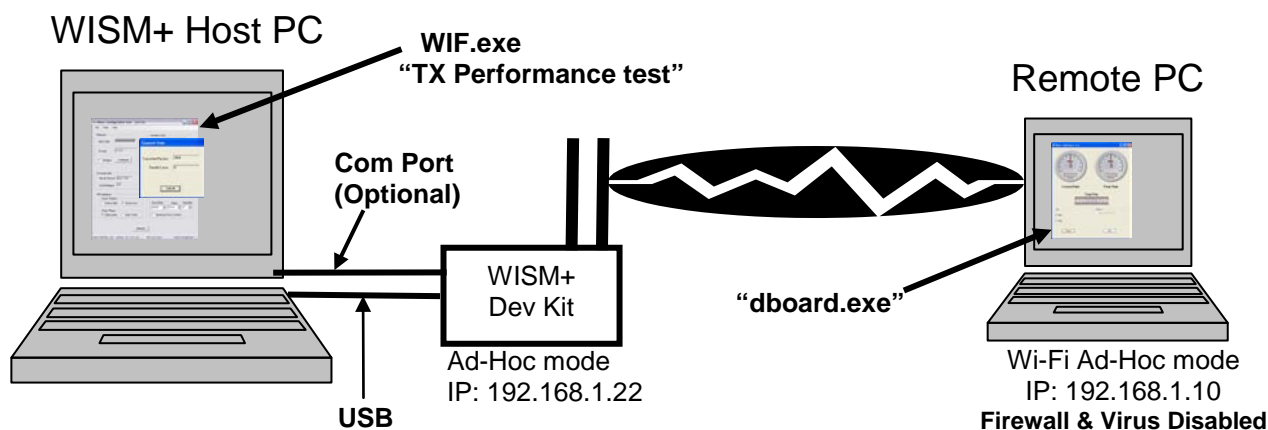 WISM+ Host PC
WIF.exe
“TX Performance test”
Remote PC
Com Port
(Optional)
WISM+
Dev Kit
“dboard.exe”
Ad-Hoc mode
IP: 192.168.1.22
USB
Wi-Fi Ad-Hoc mode
IP: 192.168.1.10
Firewall & Virus Disabled